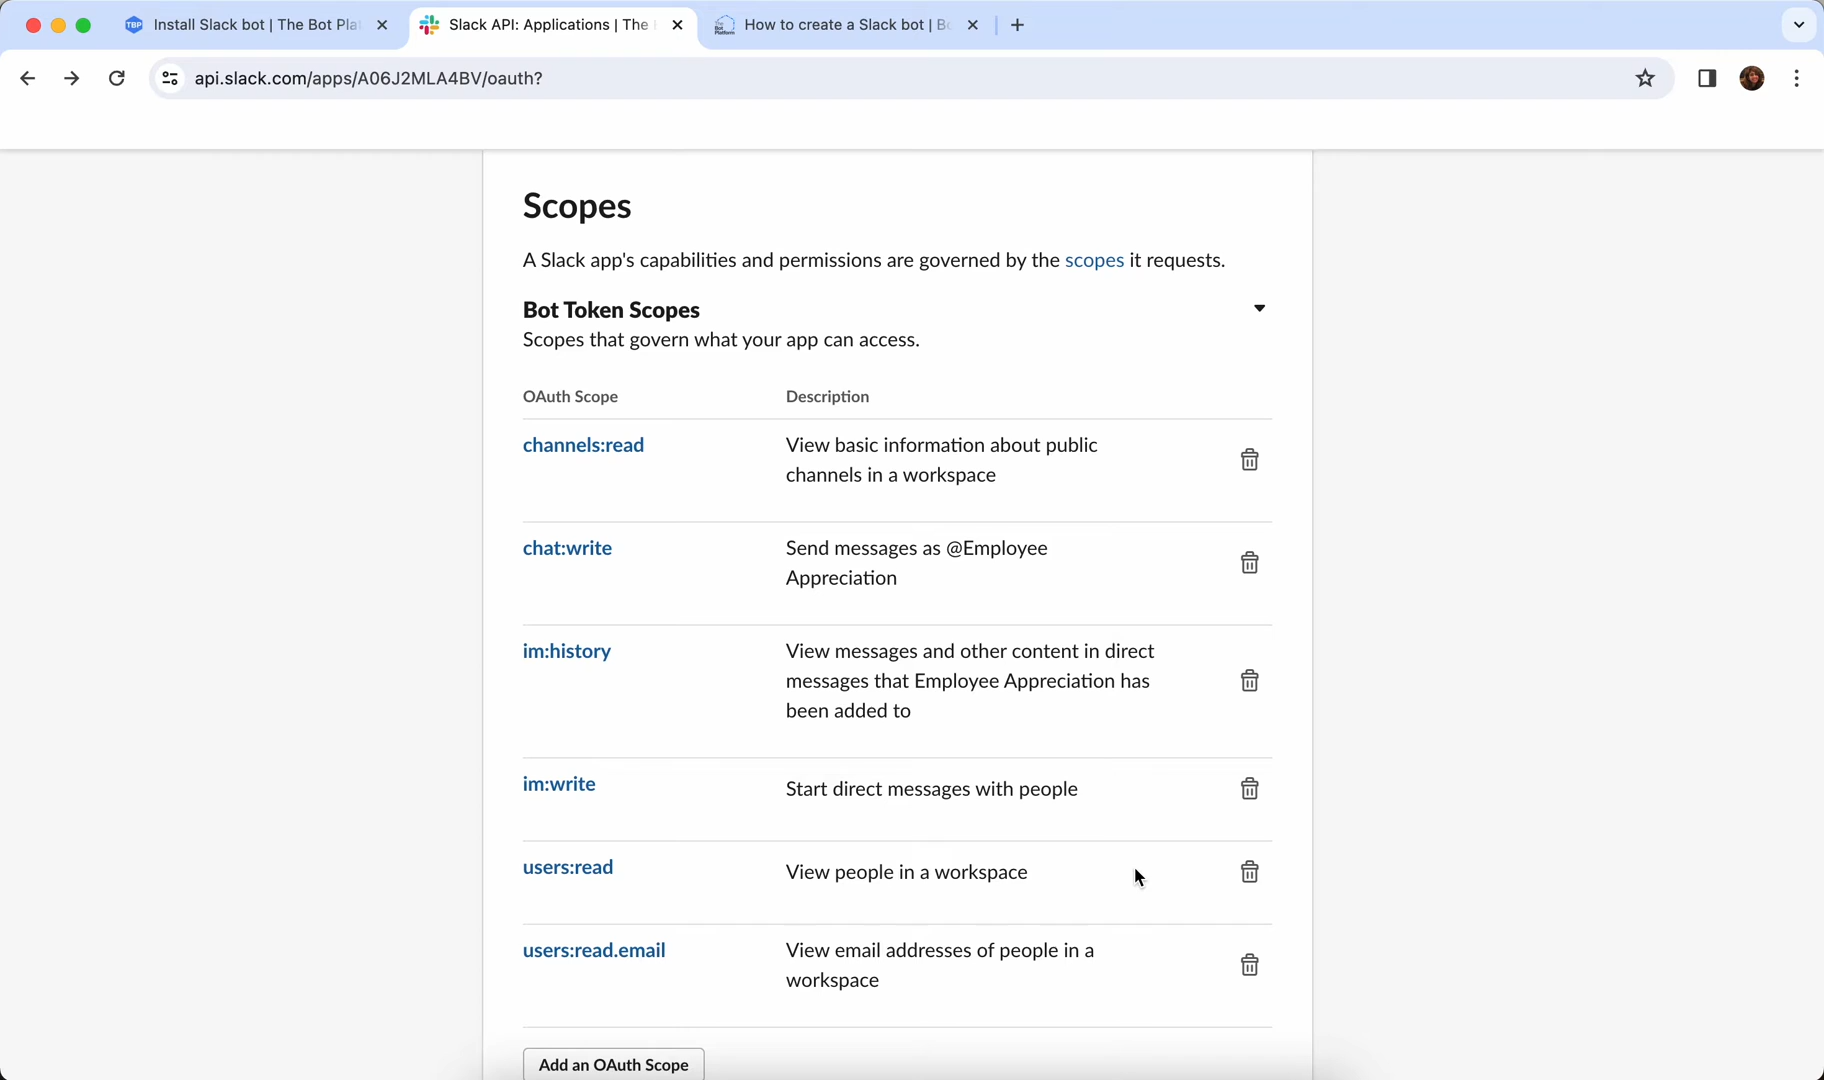 Install Slack bot | The Bot Pla
Slack API: Applications | The
How to create a Slack bot | Bo
api.slack.com/apps/A06J2MLA4BV/oauth?
Scopes
A Slack app's capabilities and permissions are governed by the scopes it requests.
Bot Token Scopes
Scopes that govern what your app can access.
OAuth Scope Description
channels:read View basic information about public
channels in a workspace
chat:write Send messages as @Employee
Appreciation
im:history View messages and other content in direct
messages that Employee Appreciation has
been added to
im:write Start direct messages with people
users:read View people in a workspace
users:read.email View email addresses of people in a
workspace
Add an OAuth Scope